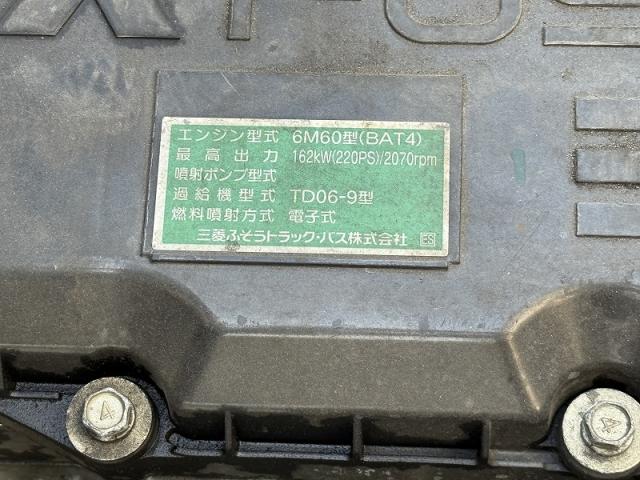 エンジン型式 6M60型(BAT4)
最高出力 162kW(220PS)/2070rpm
噴射ポンプ型式
過給機型式 TD06-9型
燃料噴射方式 電子式
三菱ふそうトラック・バス株式会社 ES
4
4